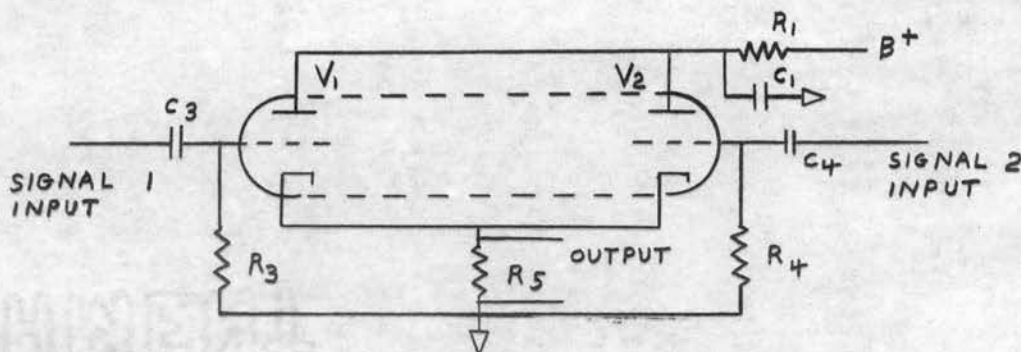 R1
B+
V1
V2
C1
C3
C4
SIGNAL 1
INPUT
SIGNAL 2
INPUT
R3
R5
OUTPUT
R4